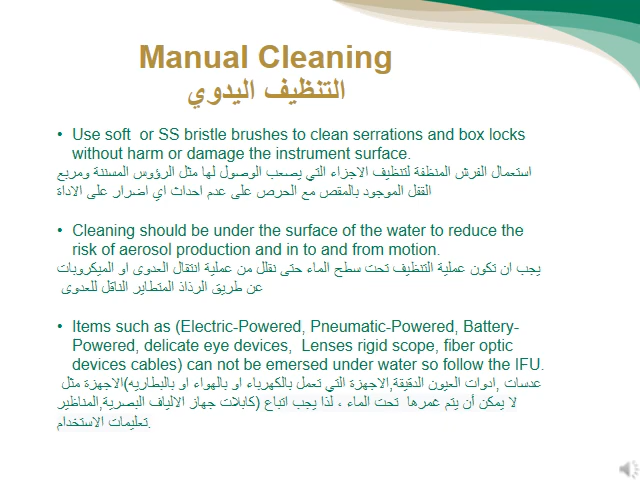 Manual Cleaning
التنظيف اليدوي
• Use soft or SS bristle brushes to clean serrations and box locks
without harm or damage the instrument surface.
استعمال الفرش المنظفة لتنظيف الاجزاء التي يصعب الوصول لها مثل الرؤوس المسننة ومربع
القفل الموجود بالمقص مع الحرص على عدم احداث اي اضرار على الاداة
• Cleaning should be under the surface of the water to reduce the
risk of aerosol production and in to and from motion.
يجب ان تكون عملية التنظيف تحت سطح الماء حتى نقلل من عملية انتقال العدوى او الميكروبات
عن طريق الرذاذ المتطاير الناقل للعدوى
• Items such as (Electric-Powered, Pneumatic-Powered, Battery-
Powered, delicate eye devices, Lenses rigid scope, fiber optic
devices cables) can not be emersed under water so follow the IFU.
عدسات ,ادوات العيون الدقيقة,الاجهزة التي تعمل بالكهرباء او بالهواء او بالبطاريه)الاجهزة مثل
لا يمكن أن يتم غمرها تحت الماء ، لذا يجب اتباع (كابلات جهاز الالياف البصرية,المناظير
تعليمات الاستخدام.